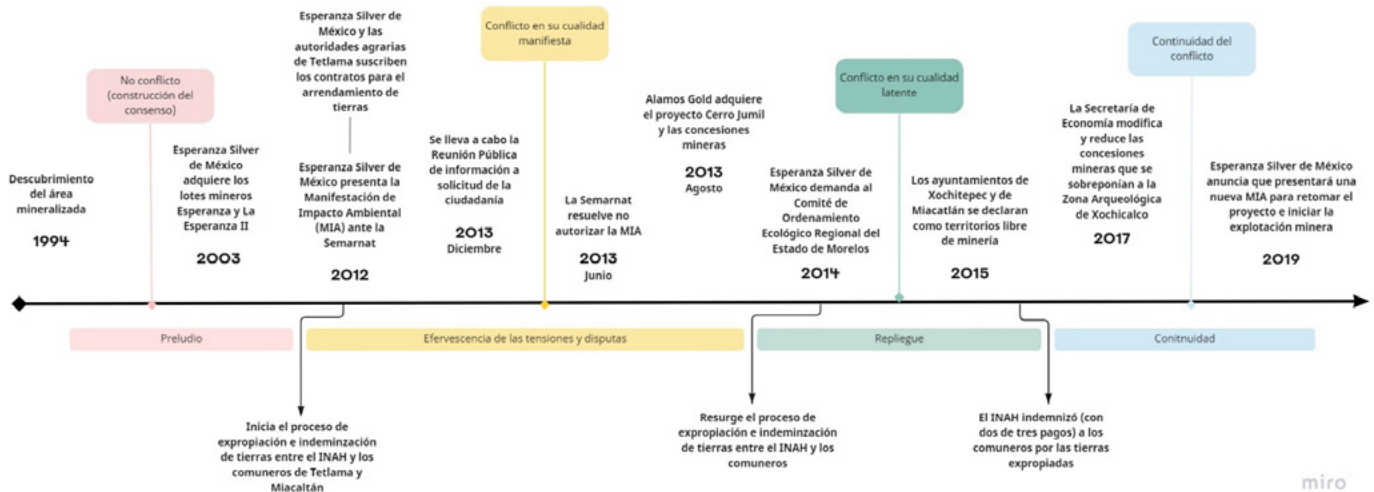 Descubrimiento
del área
mineralizada
1994
No conflicto
(construcción del
consenso)
Esperanza Silver
de México
adquiere los
lotes mineros
Esperanza y La
Esperanza II
2003
Esperanza Silver de
México y las
autoridades agrarias
de Tetlama suscriben
los contratos para el
arrendamiento de
tierras
Esperanza Silver de
México presenta la
Manifestación de
Impacto Ambiental
(MIA) ante la
Semarnat
2012
Se lleva a cabo la
Reunión Pública
de información a
solicitud de la
ciudadanía
2013
Diciembre
Conflicto en su cualidad
manifiesta
La Semarnat
resuelve no
autorizar la MIA
2013
Junio
Alamos Gold adquiere
el proyecto Cerro Jumil
y las concesiones
mineras
2013
Agosto
Esperanza Silver de
México demanda al
Comité de
Ordenamiento
Ecológico Regional del
Estado de Morelos
2014
Conflicto en su cualidad
latente
Los ayuntamientos de
Xochitepec y de
Miacatlán se declaran
como territorios libre
de minería
2015
La Secretaría de
Economía modifica
y reduce las
concesiones
mineras que se
sobreponían a la
Zona Arqueológica
de Xochicalco
2017
Continuidad del
conflicto
Esperanza Silver de México
anuncia que presentará una
nueva MIA para retomar el
proyecto e iniciar la
explotación minera
2019
Preludio
Efervescencia de las tensiones y disputas
Repliegue
Conitnuidad
Inicia el proceso de
expropiación e indeminzación
de tierras entre el INAH y los
comuneros de Tetlama y
Miacaltán
Resurge el proceso de
expropiación e indeminzación
de tierras entre el INAH y los
comuneros
El INAH indemnizó (con
dos de tres pagos) a los
comuneros por las tierras
expropiadas
miro